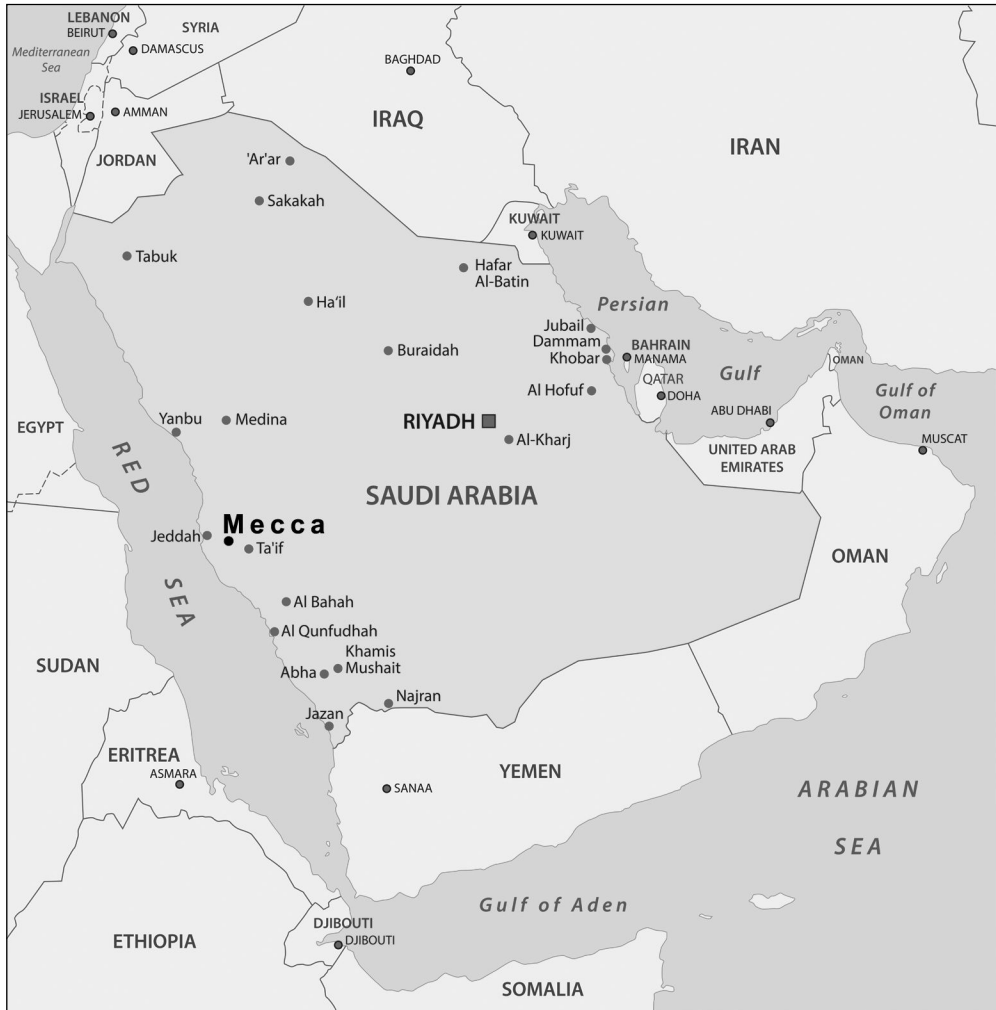 LEBANON
BEIRUT
SYRIA
Mediterranean
Sea
DAMASCUS
BAGHDAD
ISRAEL
JERUSALEM
AMMAN
IRAQ
IRAN
JORDAN
'Ar'ar
Sakakah
KUWAIT
KUWAIT
Tabuk
Hafar
Al-Batin
Ha'il
Persian
Jubail
Dammam
Khobar
BAHRAIN
MANAMA
Buraidah
OMAN
QATAR
DOHA
Gulf
Al Hofuf
Gulf of
Oman
ABU DHABI
Yanbu
Medina
RIYADH
EGYPT
Al-Kharj
MUSCAT
UNITED ARAB
EMIRATES
RED
SEA
SAUDI ARABIA
Mecca
Jeddah
Ta'if
OMAN
Al Bahah
Al Qunfudhah
Khamis
Mushait
Abha
SUDAN
Najran
Jazan
ERITREA
ASMARA
YEMEN
SANAA
ARABIAN
SEA
Gulf of Aden
DJIBOUTI
DJIBOUTI
ETHIOPIA
SOMALIA